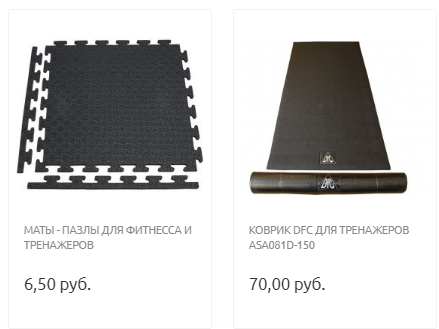 МАТЫ - ПАЗЛЫ ДЛЯ ФИТНЕССА И
ТРЕНАЖЕРОВ
6,50 руб.
КОВРИК DFC ДЛЯ ТРЕНАЖЕРОВ
ASA081D-150
70,00 руб.